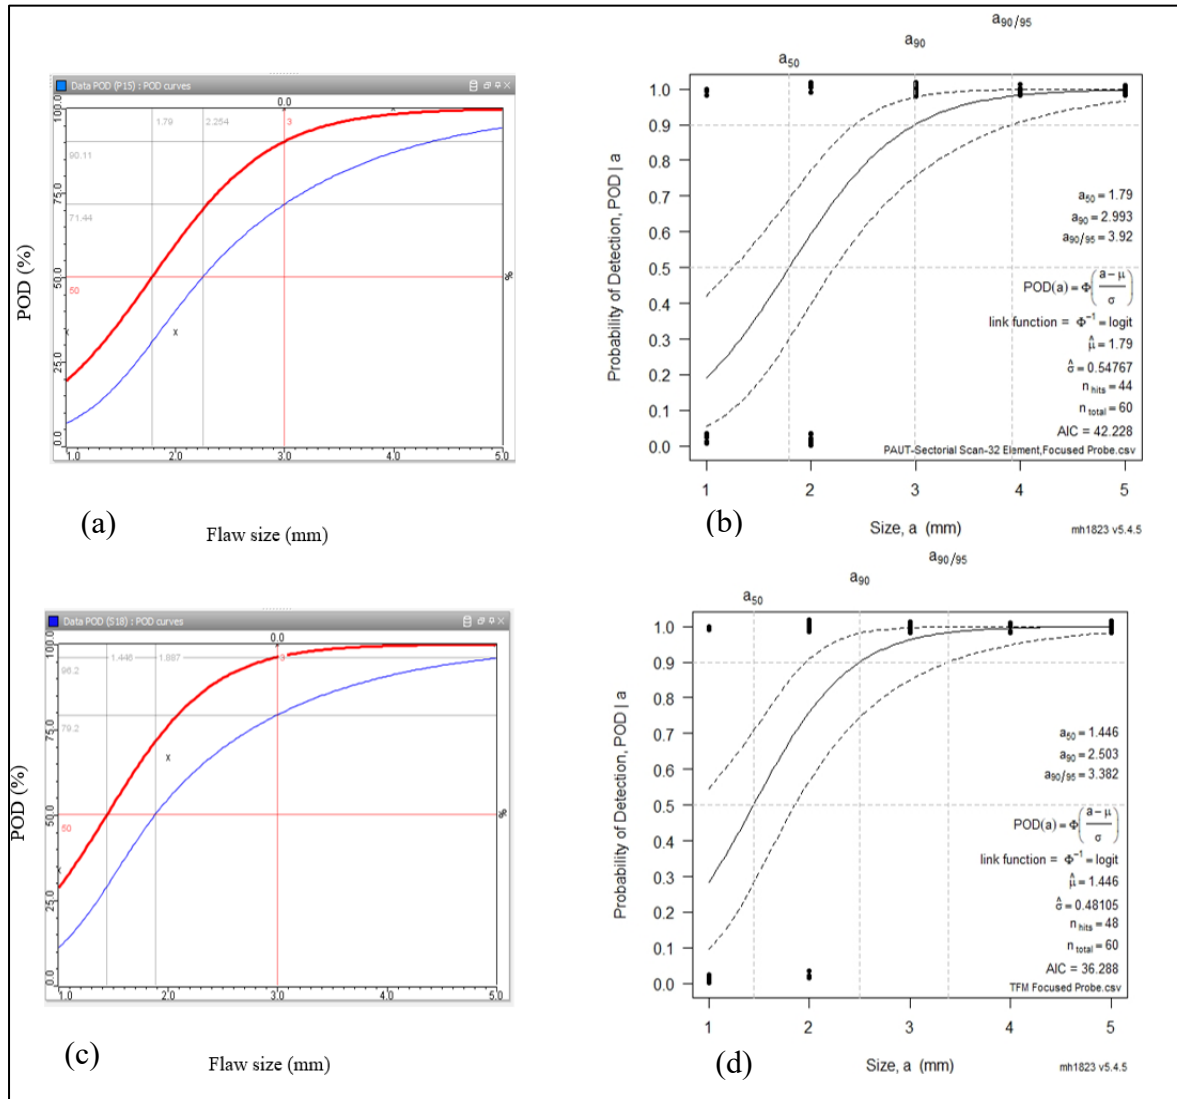 Data POD (P15) : POD curves
0.0
100.0
75.0
50.0
25.0
0.0
1.79
2.254
3
90.11
71.44
50
%
1.0
2.0
3.0
4.0
5.0
POD (%)
(a)
Flaw size (mm)
a50
a90
a90/95
1.0
0.9
0.8
0.7
0.6
0.5
0.4
0.3
0.2
0.1
0.0
Probability of Detection, POD | a
a50 = 1.79
a90 = 2.993
a90/95 = 3.92
POD(a) = Φ(a − μ / σ)
link function = Φ−1 = logit
μ̂ = 1.79
σ̂ = 0.54767
n hits = 44
n total = 60
AIC = 42.228
PAUT-Sectorial Scan-32 Element,Focused Probe.csv
1 2 3 4 5
(b)
Size, a (mm)
mh1823 v5.4.5
Data POD (S18) : POD curves
0.0
100.0
75.0
50.0
25.0
0.0
1.446
1.887
3
96.2
79.2
50
%
1.0
2.0
3.0
4.0
5.0
POD (%)
(c)
Flaw size (mm)
a50
a90
a90/95
1.0
0.9
0.8
0.7
0.6
0.5
0.4
0.3
0.2
0.1
0.0
Probability of Detection, POD | a
a50 = 1.446
a90 = 2.503
a90/95 = 3.382
POD(a) = Φ(a − μ / σ)
link function = Φ−1 = logit
μ̂ = 1.446
σ̂ = 0.48105
n hits = 48
n total = 60
AIC = 36.288
TFM Focused Probe.csv
1 2 3 4 5
(d)
Size, a (mm)
mh1823 v5.4.5